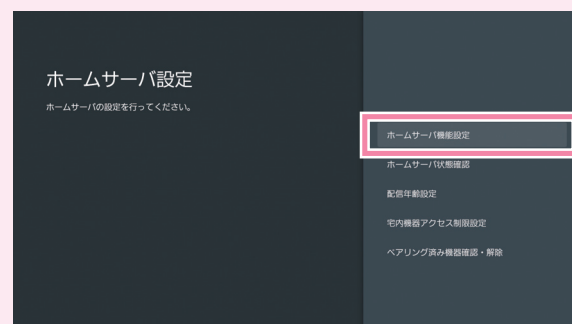 ホームサーバ設定
ホームサーバの設定を行ってください。
ホームサーバ機能設定
ホームサーバ状態確認
配信年齢設定
宅内機器アクセス制限設定
ペアリング済み機器確認・解除